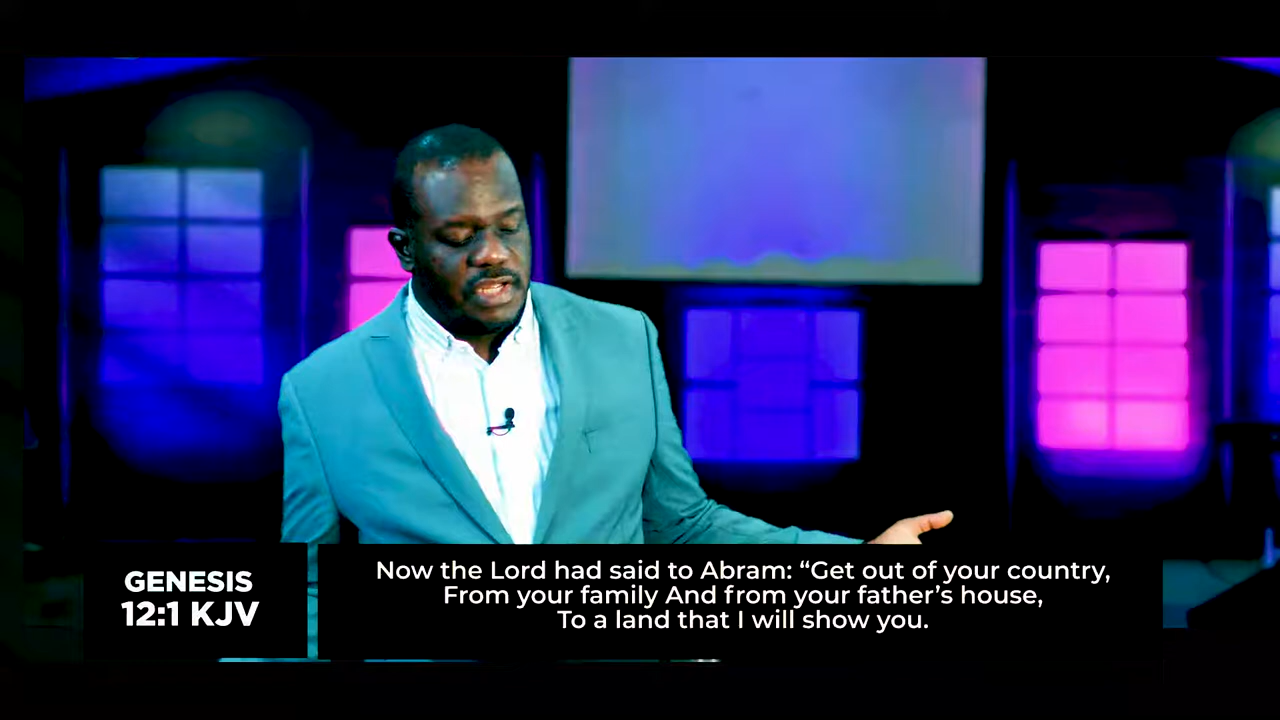 GENESIS
12:1 KJV
Now the Lord had said to Abram: “Get out of your country,
From your family And from your father’s house,
To a land that I will show you.